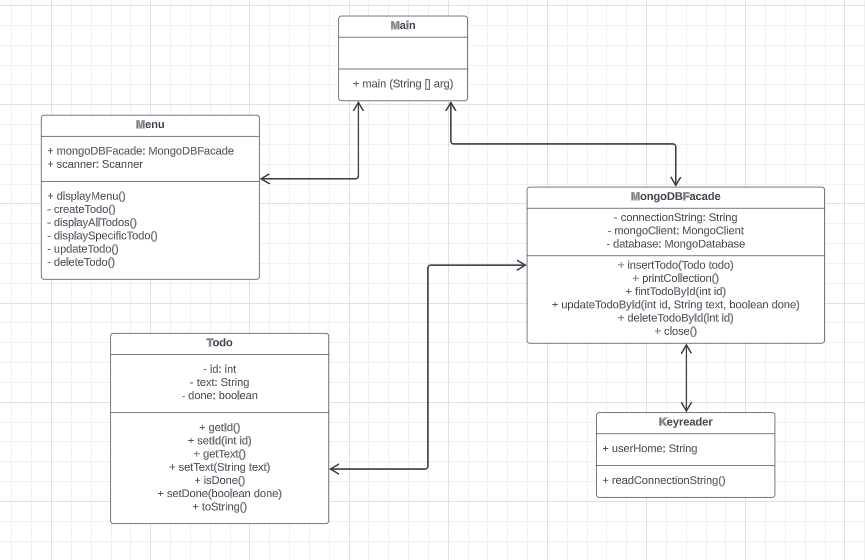 Main
+ main (String [] arg)
Menu
+ mongoDBFacade: MongoDBFacade
+ scanner: Scanner
+ displayMenu()
- createTodo()
- displayAllTodos()
- displaySpecificTodo()
- updateTodo()
- deleteTodo()
MongoDBFacade
- connectionString: String
- mongoClient: MongoClient
- database: MongoDatabase
+ insertTodo(Todo todo)
+ printCollection()
+ fintTodoById(int id)
+ updateTodoById(int id, String text, boolean done)
+ deleteTodoById(int id)
+ close()
Todo
- id: int
- text: String
- done: boolean
+ getId()
+ setId(int id)
+ getText()
+ setText(String text)
+ isDone()
+ setDone(boolean done)
+ toString()
Keyreader
+ userHome: String
+ readConnectionString()